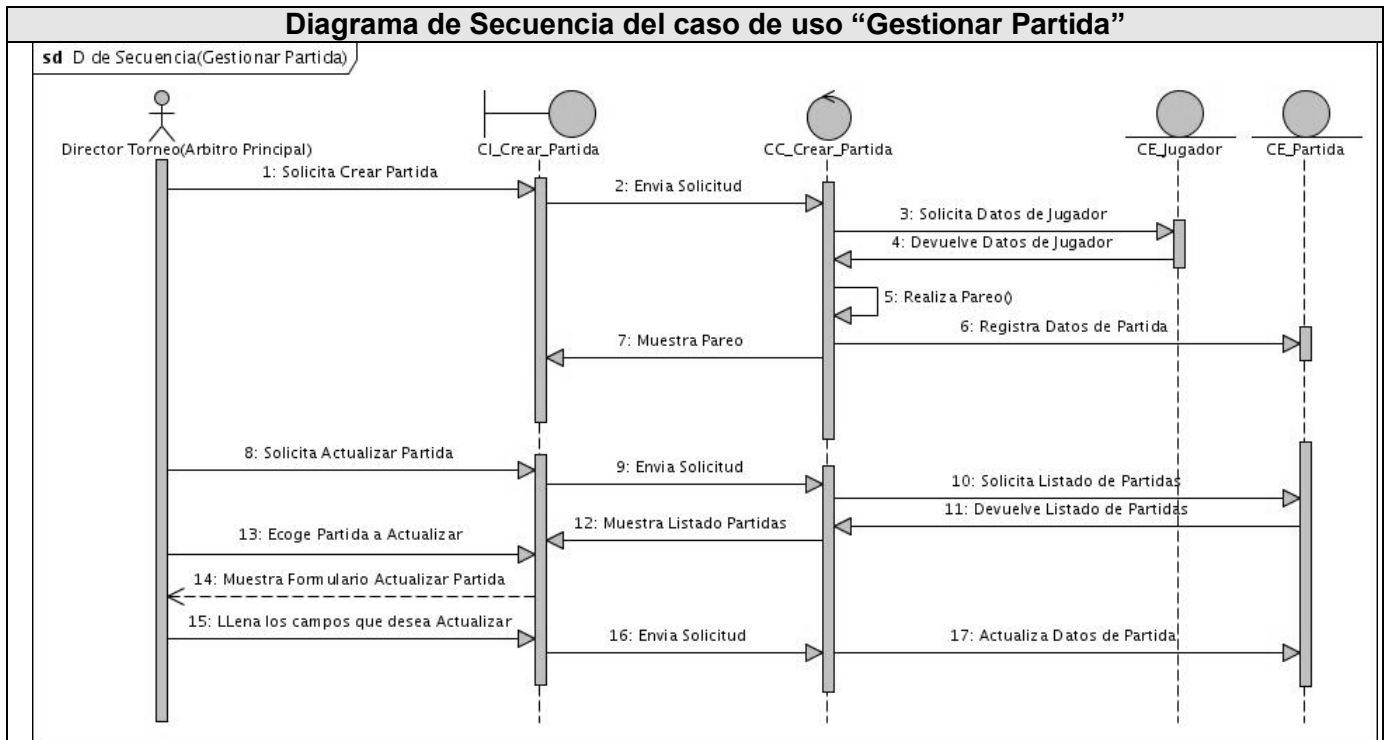 Diagrama de Secuencia del caso de uso “Gestionar Partida”
sd D de Secuencia(Gestionar Partida)
Director Torneo(Arbitro Principal)
CI_Crear_Partida
CC_Crear_Partida
CE_Jugador
CE_Partida
1: Solicita Crear Partida
2: Envia Solicitud
3: Solicita Datos de Jugador
4: Devuelve Datos de Jugador
5: Realiza Pareo()
6: Registra Datos de Partida
7: Muestra Pareo
8: Solicita Actualizar Partida
9: Envia Solicitud
10: Solicita Listado de Partidas
11: Devuelve Listado de Partidas
12: Muestra Listado Partidas
13: Ecoge Partida a Actualizar
14: Muestra Formulario Actualizar Partida
15: LLena los campos que desea Actualizar
16: Envia Solicitud
17: Actualiza Datos de Partida